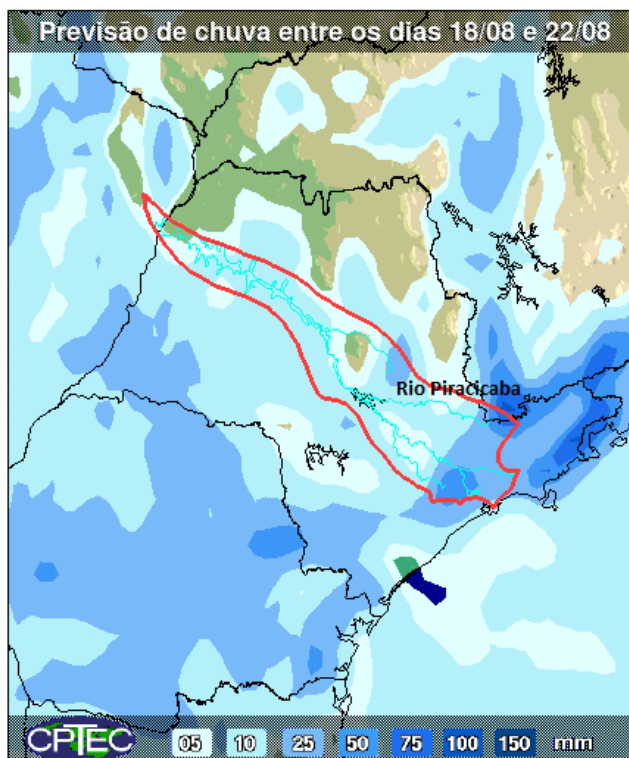 Previsão de chuva entre os dias 18/08 e 22/08
Rio Piracicaba
CPTEC 05 10 25 50 75 100 150 mm